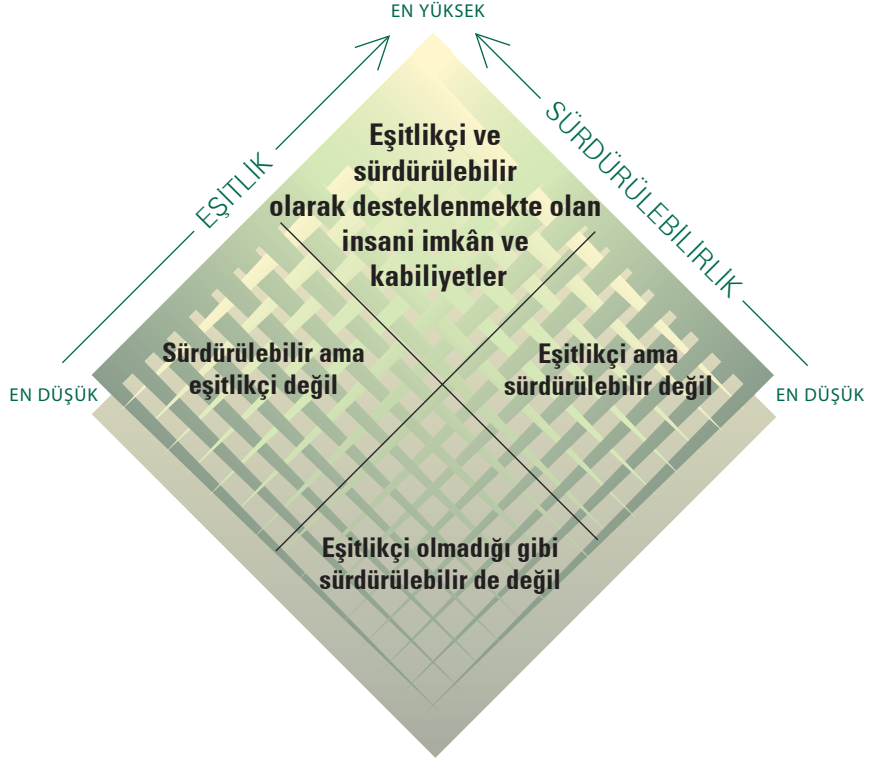 EN YÜKSEK
EŞİTLİK
SÜRDÜRÜLEBİLİRLİK
Eşitlikçi ve
sürdürülebilir
olarak desteklenmekte olan
insani imkân ve
kabiliyetler
Sürdürülebilir ama
eşitlikçi değil
Eşitlikçi ama
sürdürülebilir değil
EN DÜŞÜK
EN DÜŞÜK
Eşitlikçi olmadığı gibi
sürdürülebilir de değil